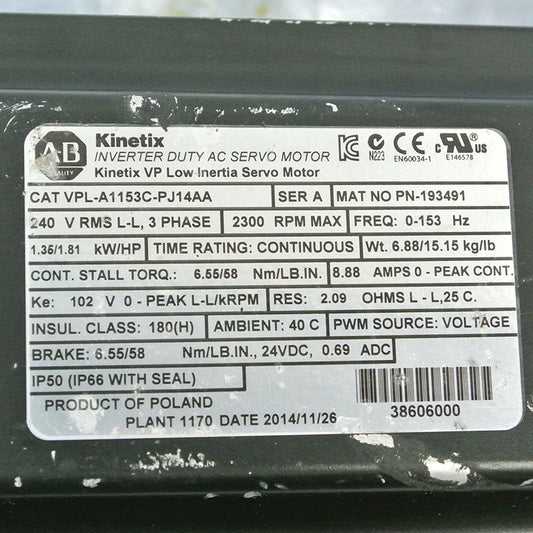 AB
QUALITY
Kinetix
INVERTER DUTY AC SERVO MOTOR
Kinetix VP Low Inertia Servo Motor
N223
EN60034-1
c RU US
E146578
CAT VPL-A1153C-PJ14AA SER A MAT NO PN-193491
240 V RMS L-L, 3 PHASE 2300 RPM MAX FREQ: 0-153 Hz
1.35/1.81 kW/HP TIME RATING: CONTINUOUS Wt. 6.88/15.15 kg/lb
CONT. STALL TORQ.: 6.55/58 Nm/LB.IN. 8.88 AMPS 0 - PEAK CONT.
Ke: 102 V 0 - PEAK L-L/kRPM RES: 2.09 OHMS L - L,25 C.
INSUL. CLASS: 180(H) AMBIENT: 40 C PWM SOURCE: VOLTAGE
BRAKE: 6.55/58 Nm/LB.IN., 24VDC, 0.69 ADC
IP50 (IP66 WITH SEAL)
PRODUCT OF POLAND
PLANT 1170 DATE 2014/11/26
38606000